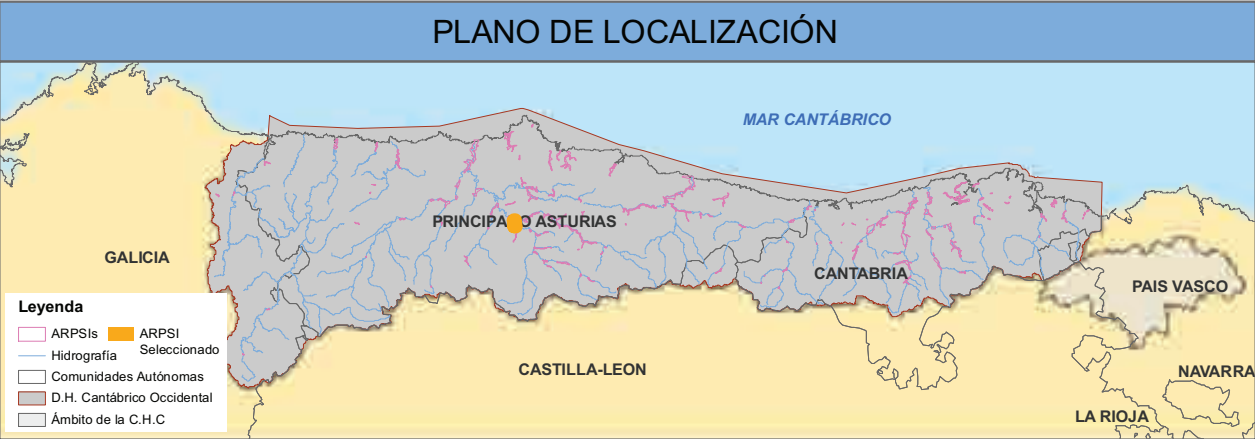 PLANO DE LOCALIZACIÓN
MAR CANTÁBRICO
PRINCIPADO ASTURIAS
GALICIA
CANTABRIA
PAIS VASCO
CASTILLA-LEON
NAVARRA
LA RIOJA
Leyenda
ARPSIs
ARPSI
Seleccionado
Hidrografía
Comunidades Autónomas
D.H. Cantábrico Occidental
Ámbito de la C.H.C